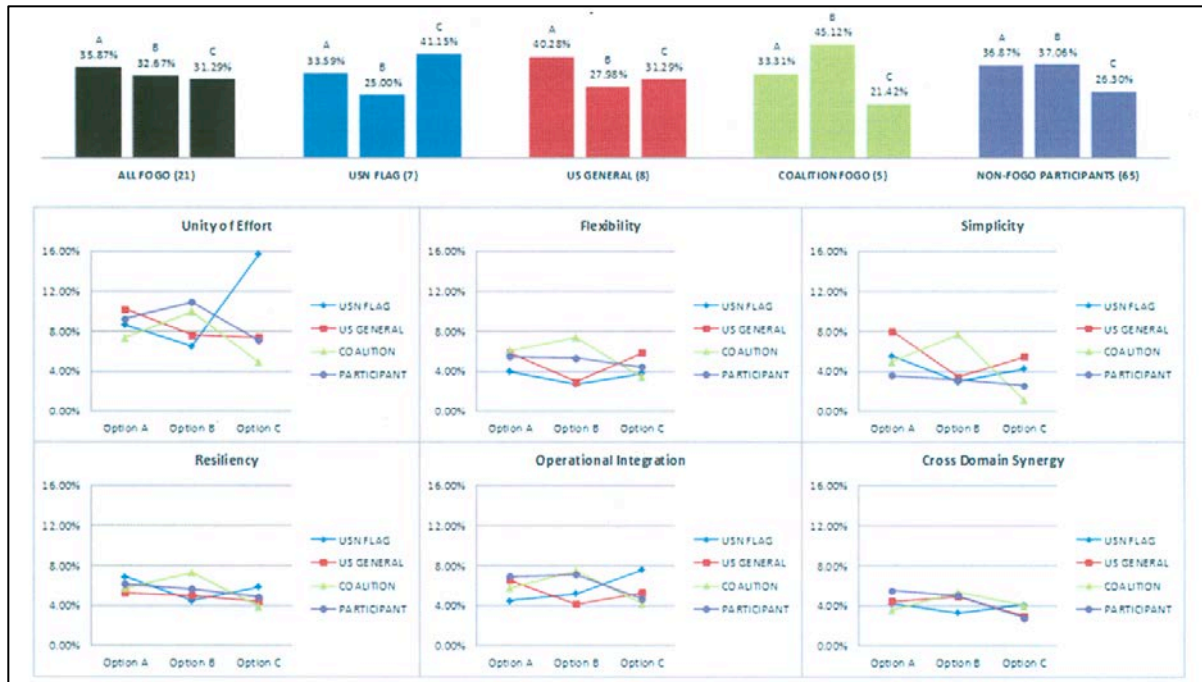 A
35.87%
B
32.67%
C
31.29%
A
33.59%
B
25.00%
C
41.15%
A
40.28%
B
27.98%
C
31.29%
A
33.31%
B
45.12%
C
21.42%
A
36.87%
B
37.06%
C
26.30%
ALL FOGO (21)
USN FLAG (7)
US GENERAL (8)
COALITION FOGO (5)
NON-FOGO PARTICIPANTS (65)
Unity of Effort
16.00%
12.00%
8.00%
4.00%
0.00%
Option A Option B Option C
USN FLAG
US GENERAL
COALITION
PARTICIPANT
Flexibility
16.00%
12.00%
8.00%
4.00%
0.00%
Option A Option B Option C
USN FLAG
US GENERAL
COALITION
PARTICIPANT
Simplicity
16.00%
12.00%
8.00%
4.00%
0.00%
Option A Option B Option C
USN FLAG
US GENERAL
COALITION
PARTICIPANT
Resiliency
16.00%
12.00%
8.00%
4.00%
0.00%
Option A Option B Option C
USN FLAG
US GENERAL
COALITION
PARTICIPANT
Operational Integration
16.00%
12.00%
8.00%
4.00%
0.00%
Option A Option B Option C
USN FLAG
US GENERAL
COALITION
PARTICIPANT
Cross Domain Synergy
16.00%
12.00%
8.00%
4.00%
0.00%
Option A Option B Option C
USN FLAG
US GENERAL
COALITION
PARTICIPANT